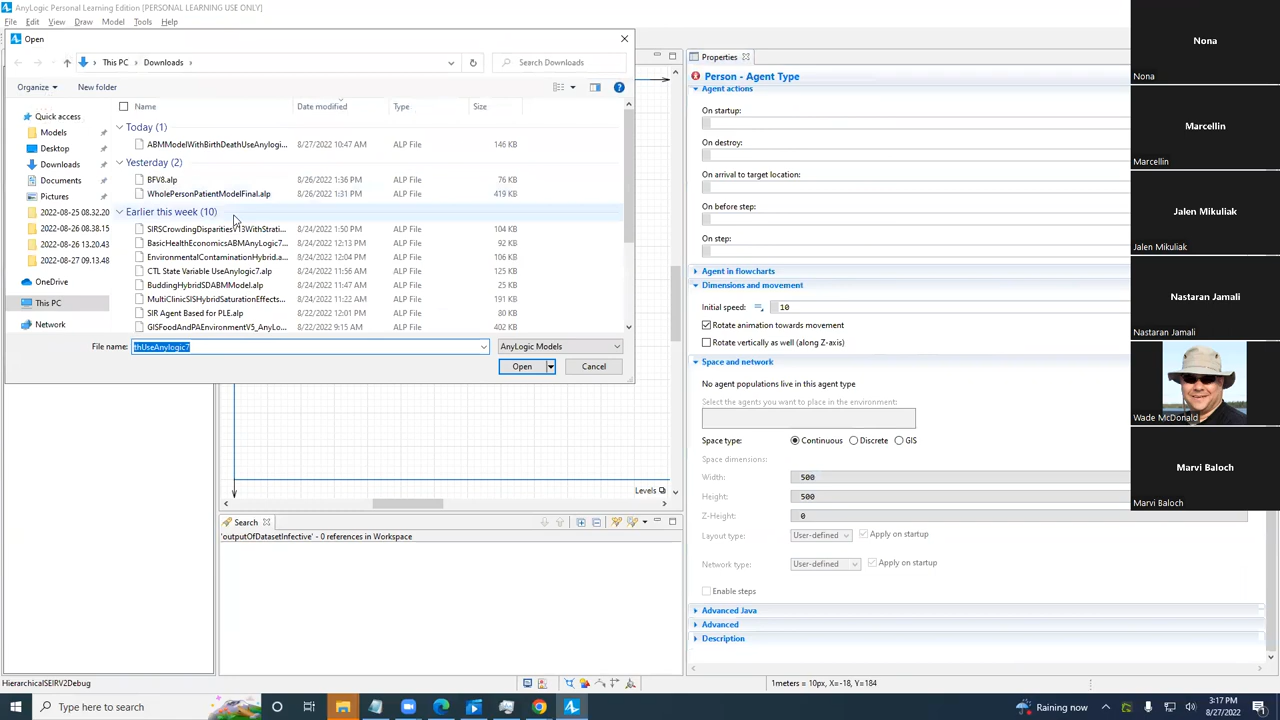 AnyLogic Personal Learning Edition [PERSONAL LEARNING USE ONLY]
File Edit View Draw Model Tools Help
Open
This PC > Downloads >
Search Downloads
Organize New folder
Name Date modified Type Size
Quick access
Models
Desktop
Downloads
Documents
Pictures
2022-08-25 08.32.20
2022-08-26 08.38.15
2022-08-26 13.20.43
2022-08-27 09.13.48
OneDrive
This PC
Network
Today (1)
ABMModelWithBirthDeathUseAnylogi... 8/27/2022 10:47 AM ALP File 146 KB
Yesterday (2)
BFV8.alp 8/26/2022 1:36 PM ALP File 76 KB
WholePersonPatientModelFinal.alp 8/26/2022 1:31 PM ALP File 419 KB
Earlier this week (10)
SIRSCrowdingDisparities 13WithStrati... 8/24/2022 1:50 PM ALP File 104 KB
BasicHealthEconomicsABMAnyLogic7... 8/24/2022 12:13 PM ALP File 92 KB
EnvironmentalContaminationHybrid.a... 8/24/2022 12:04 PM ALP File 106 KB
CTL State Variable UseAnylogic7.alp 8/24/2022 11:56 AM ALP File 125 KB
BuddingHybridSDABMModel.alp 8/24/2022 11:47 AM ALP File 25 KB
MultiClinicSISHybridSaturationEffects... 8/24/2022 11:22 AM ALP File 191 KB
SIR Agent Based for PLE.alp 8/22/2022 12:01 PM ALP File 80 KB
GISFoodAndPAEnvironmentV5_AnyLo... 8/22/2022 9:15 AM ALP File 402 KB
File name: thUseAnylogic7 AnyLogic Models
Open Cancel
Levels
Search
'outputOfDatasetInfective' - 0 references in Workspace
Properties
Person - Agent Type
Agent actions
On startup:
On destroy:
On arrival to target location:
On before step:
On step:
Agent in flowcharts
Dimensions and movement
Initial speed: 10
Rotate animation towards movement
Rotate vertically as well (along Z-axis)
Space and network
No agent populations live in this agent type
Select the agents you want to place in the environment:
Space type: Continuous Discrete GIS
Space dimensions:
Width: 500
Height: 500
Z-Height: 0
Layout type: User-defined Apply on startup
Network type: User-defined Apply on startup
Enable steps
Advanced Java
Advanced
Description
Nona
Nona
Marcellin
Marcellin
Jalen Mikuliak
Jalen Mikuliak
Nastaran Jamali
Nastaran Jamali
Wade McDonald
Marvi Baloch
Marvi Baloch
HierarchicalSEIRV2Debug
1meters = 10px, X=-18, Y=184
Type here to search
Raining now
3:17 PM
8/27/2022